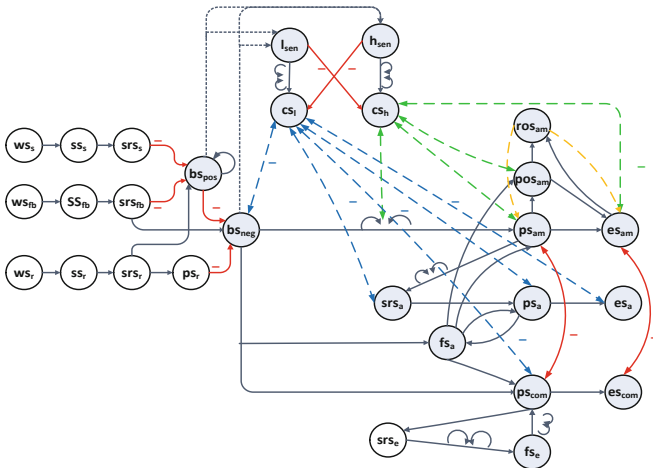 l_sen
h_sen
cs_l
cs_h
ros_am
ws_s ss_s srs_s
bs_pos
pos_am
ws_fb SS_fb srs_fb
bs_neg
ps_am
es_am
ws_r ss_r srs_r ps_r
srs_a
ps_a
es_a
fs_a
ps_com
es_com
srs_e
fs_e